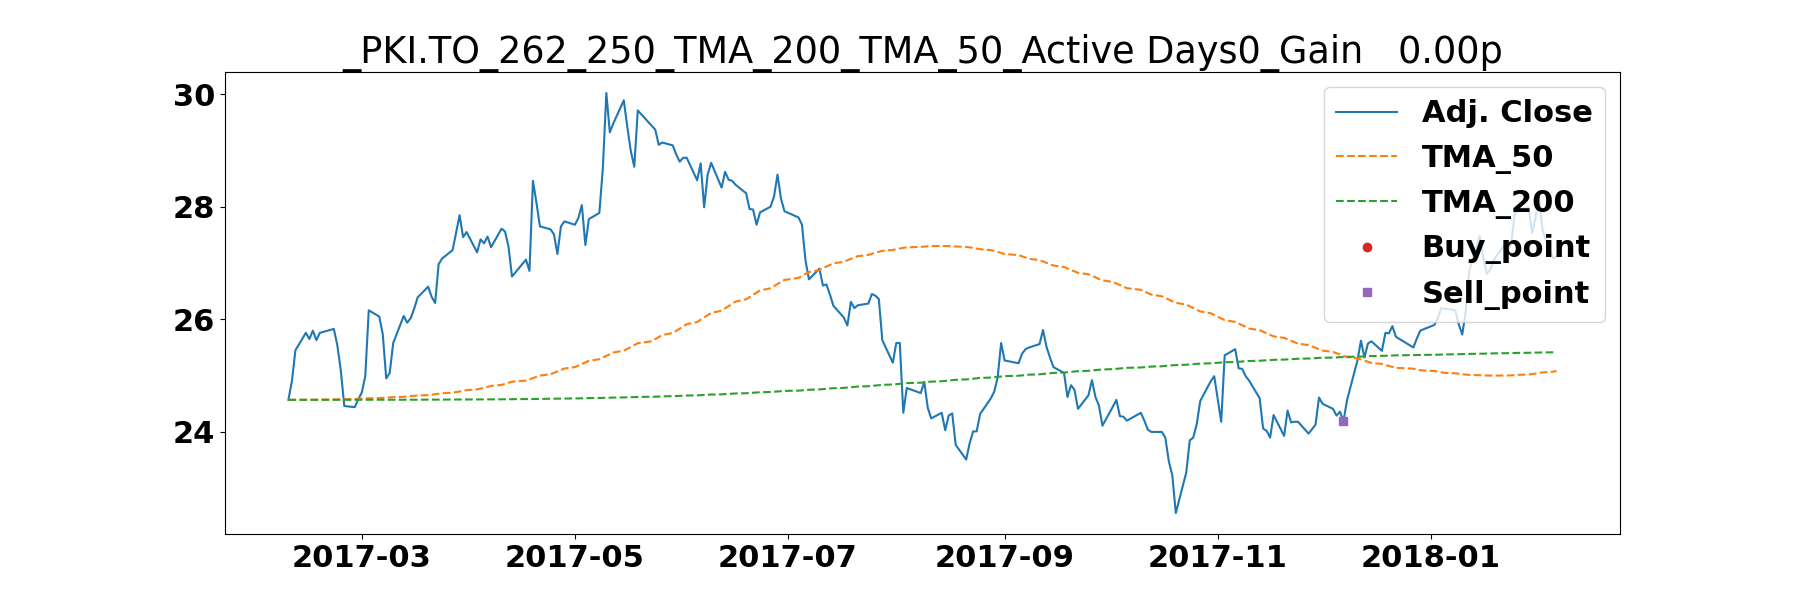 _PKI.TO_262_250_TMA_200_TMA_50_Active Days0_Gain   0.00p
30
28
26
24
Adj. Close
TMA_50
TMA_200
Buy_point
Sell_point
2017-03 2017-05 2017-07 2017-09 2017-11 2018-01